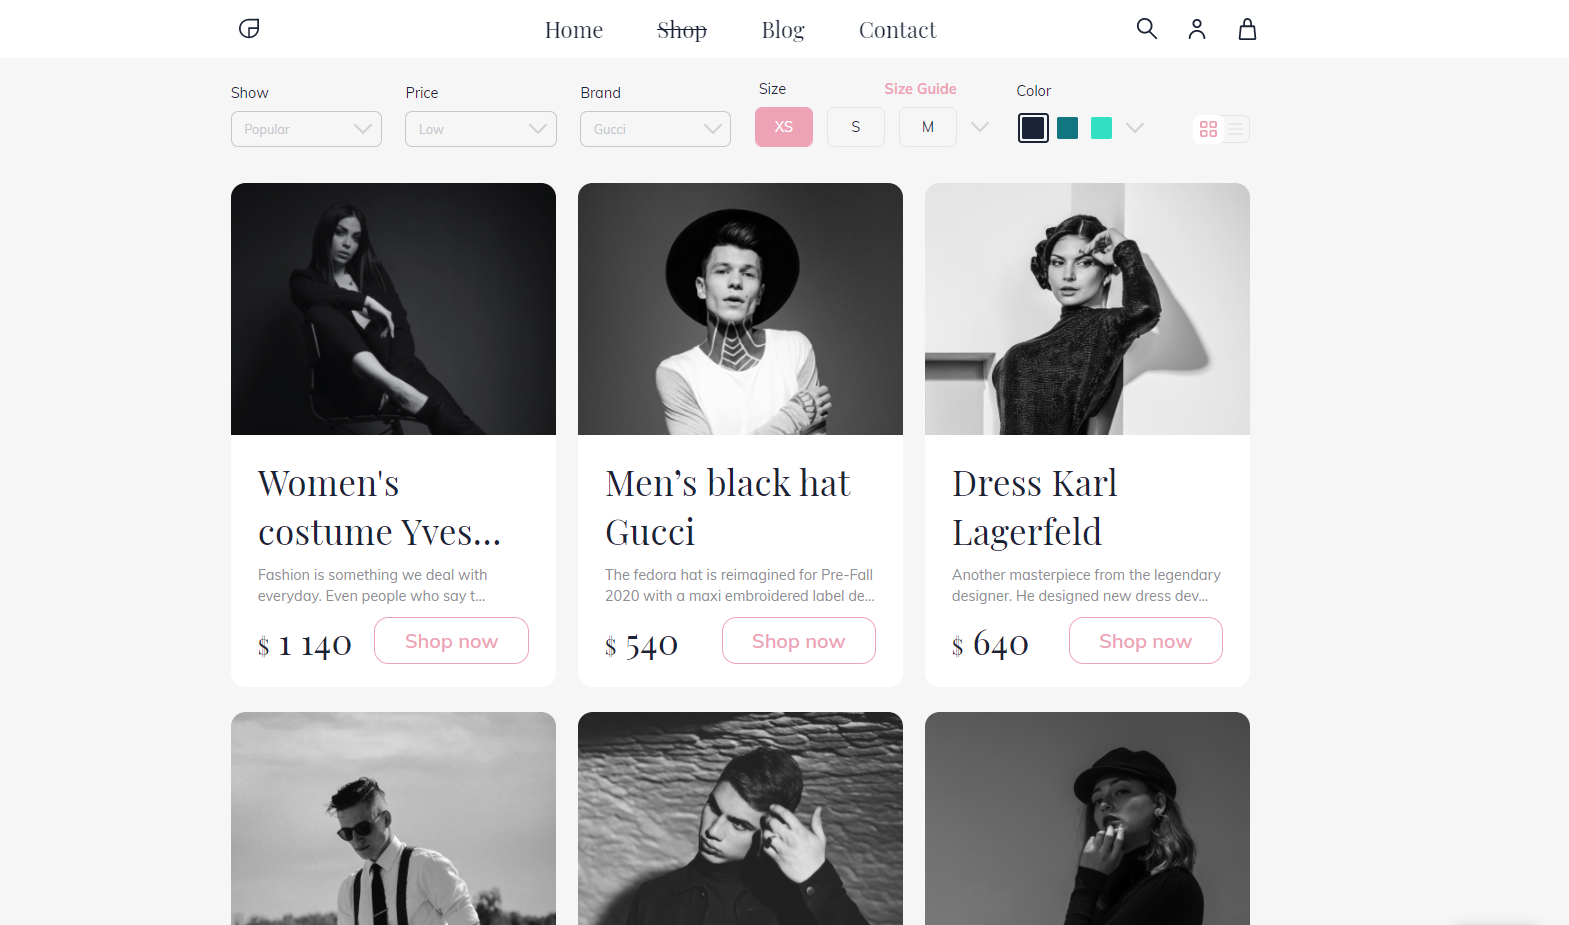 Home Shop Blog Contact
Show Price Brand Size Size Guide Color
Popular Low Gucci XS S M
Women's
costume Yves...
Fashion is something we deal with
everyday. Even people who say t...
$ 1 140 Shop now
Men’s black hat
Gucci
The fedora hat is reimagined for Pre-Fall
2020 with a maxi embroidered label de...
$ 540 Shop now
Dress Karl
Lagerfeld
Another masterpiece from the legendary
designer. He designed new dress dev...
$ 640 Shop now